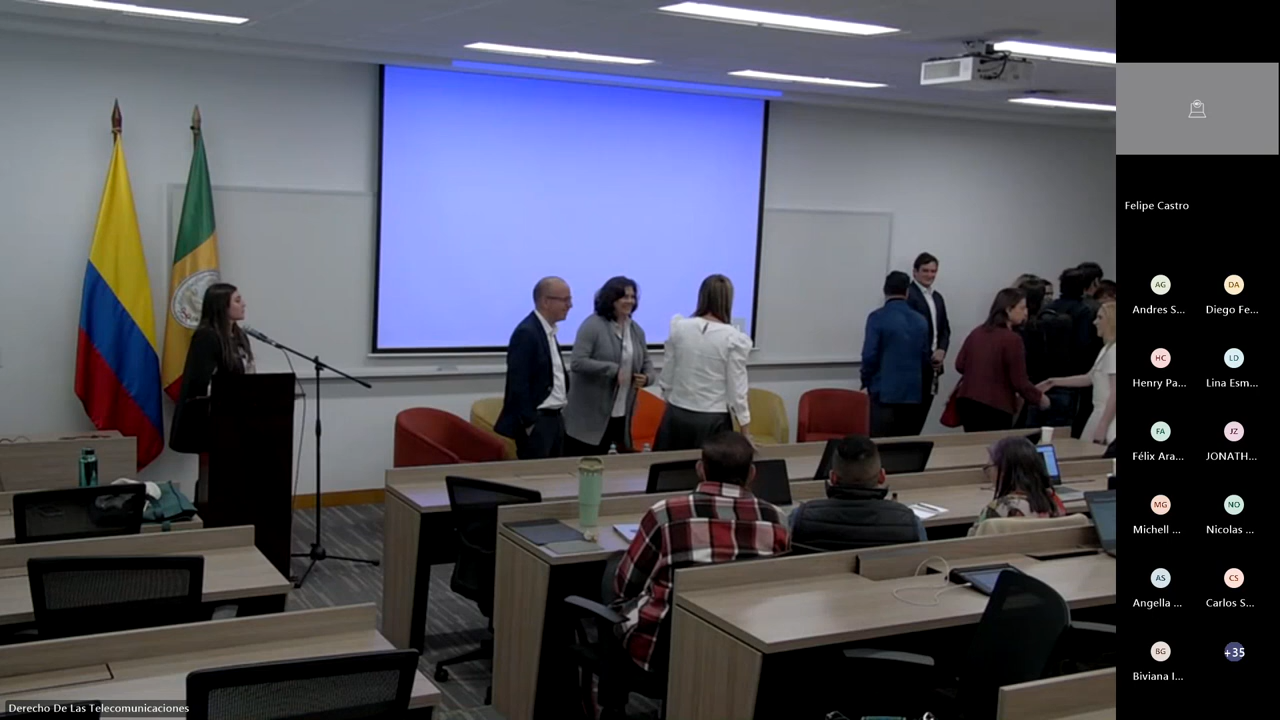 Felipe Castro
AG
DA
Andres S...
Diego Fe...
HC
LD
Henry Pa...
Lina Esm...
FA
JZ
Félix Ara...
JONATH...
MG
NO
Michell ...
Nicolas ...
AS
CS
Angella ...
Carlos S...
BG
+35
Biviana I...
Derecho De Las Telecomunicaciones